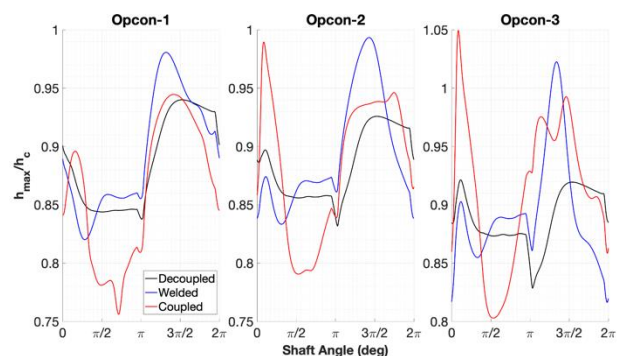 Opcon-1
Opcon-2
Opcon-3
h_max/h_c
1
0.95
0.9
0.85
0.8
0.75
1
0.95
0.9
0.85
0.8
0.75
1.05
1
0.95
0.9
0.85
0.8
Decoupled
Welded
Coupled
0 π/2 π 3π/2 2π
0 π/2 π 3π/2 2π
0 π/2 π 3π/2 2π
Shaft Angle (deg)